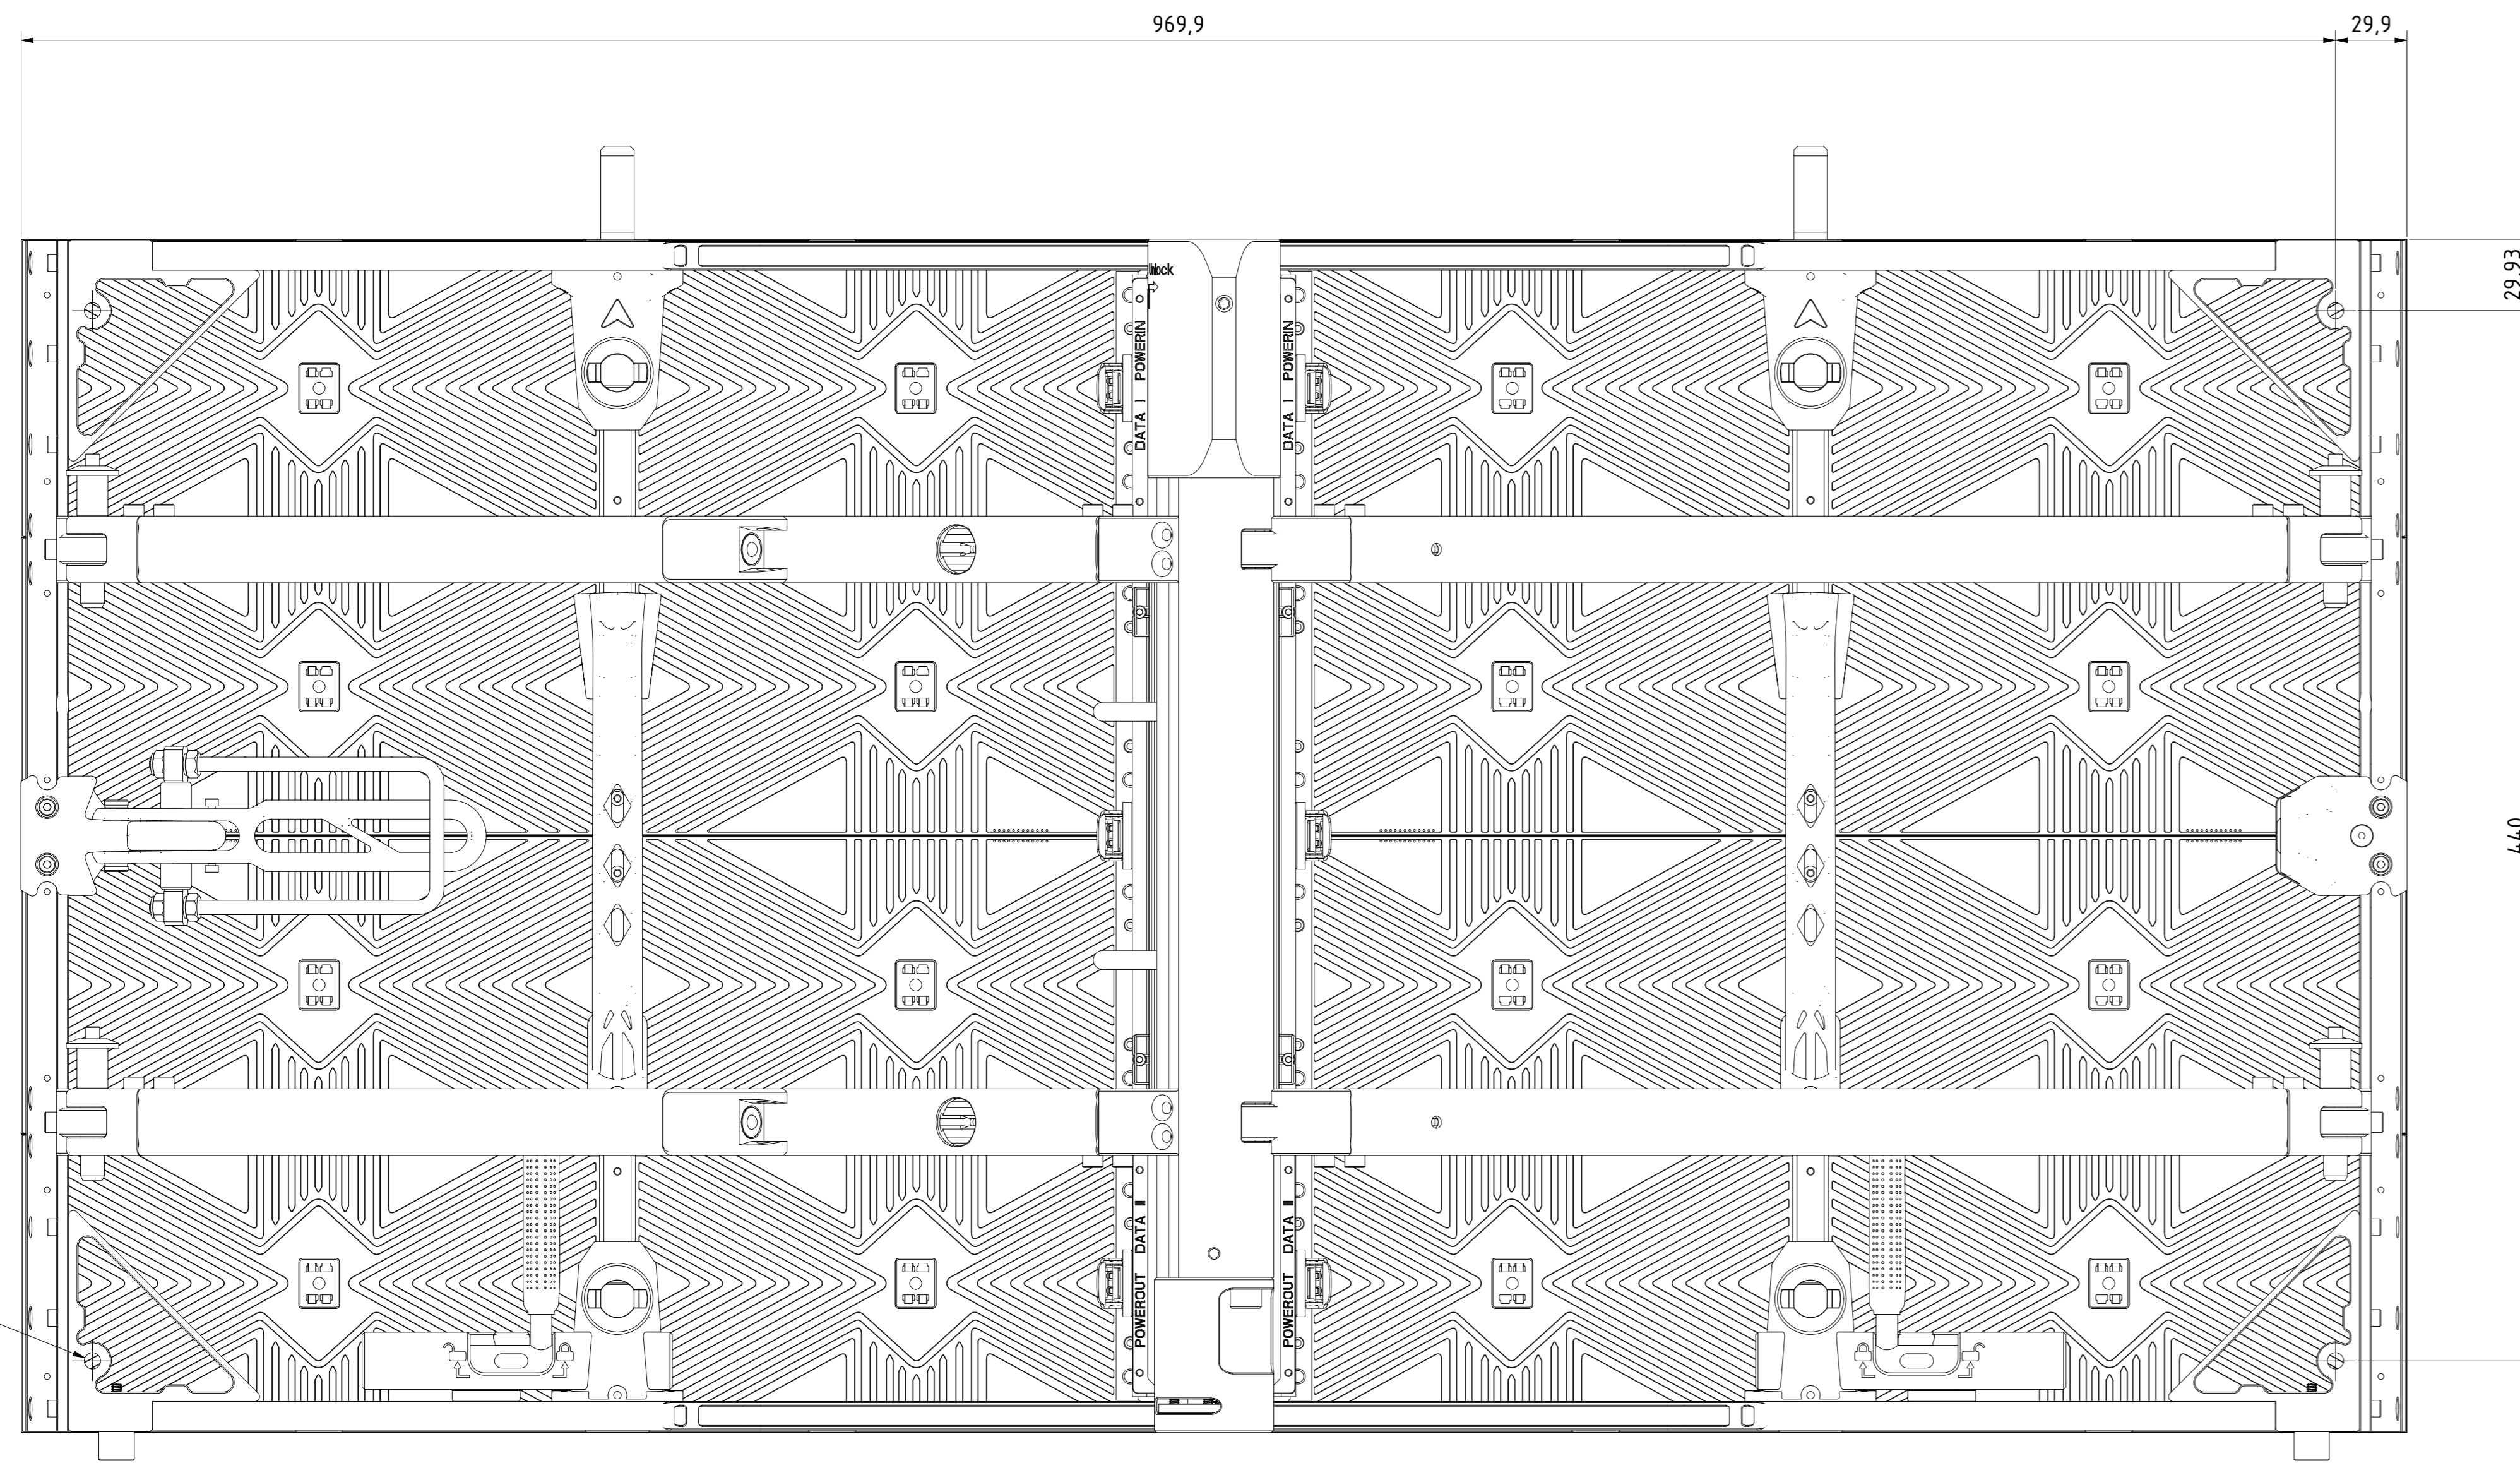 969,9
29,9
29,93
Unlock
POWERIN
DATA I
POWERIN
DATA I
440
DATA II
POWEROUT
DATA II
POWEROUT